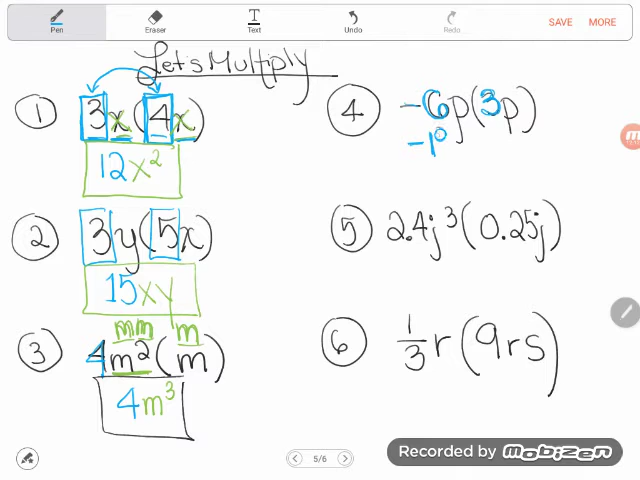 Pen Eraser Text Undo Redo SAVE MORE
Let's Multiply
1 3x(4x)
12x²
2 3y(5x)
15xy
mm m
3 4m²(m)
4m³
4 -6p(3p)
-1
5 2.4j³(0.25j)
6 1/3 r(9rs)
5/6
Recorded by mobizen